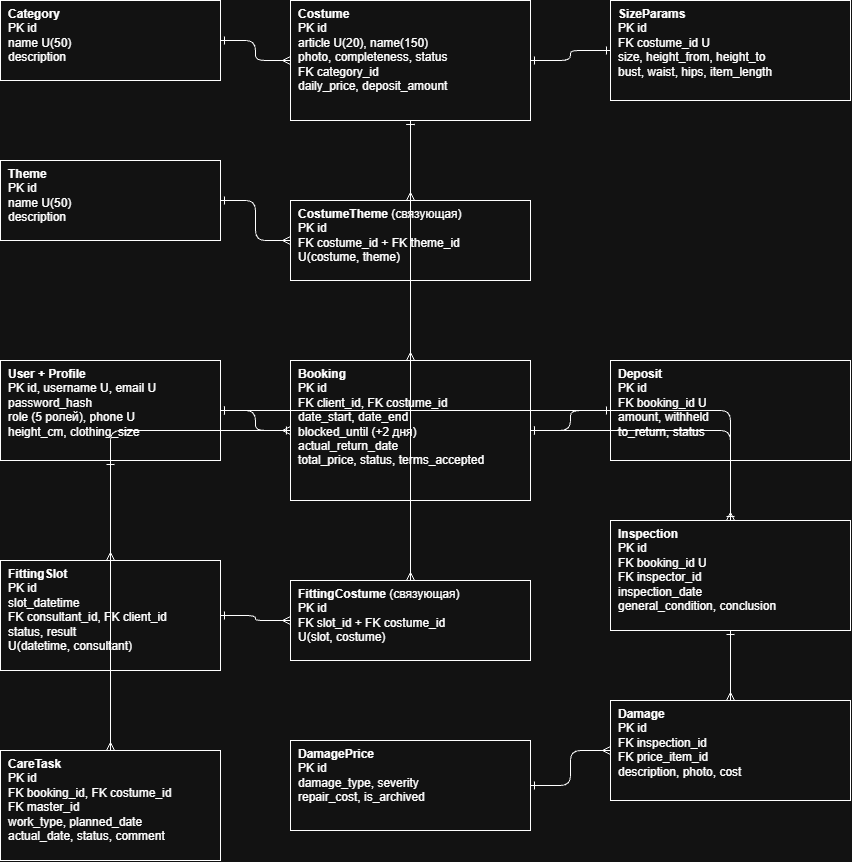 Category
PK id
name U(50)
description
Costume
PK id
article U(20), name(150)
photo, completeness, status
FK category_id
daily_price, deposit_amount
SizeParams
PK id
FK costume_id U
size, height_from, height_to
bust, waist, hips, item_length
Theme
PK id
name U(50)
description
CostumeTheme (связующая)
PK id
FK costume_id + FK theme_id
U(costume, theme)
User + Profile
PK id, username U, email U
password_hash
role (5 ролей), phone U
height_cm, clothing_size
Booking
PK id
FK client_id, FK costume_id
date_start, date_end
blocked_until (+2 дня)
actual_return_date
total_price, status, terms_accepted
Deposit
PK id
FK booking_id U
amount, withheld
to_return, status
FittingSlot
PK id
slot_datetime
FK consultant_id, FK client_id
status, result
U(datetime, consultant)
FittingCostume (связующая)
PK id
FK slot_id + FK costume_id
U(slot, costume)
Inspection
PK id
FK booking_id U
FK inspector_id
inspection_date
general_condition, conclusion
CareTask
PK id
FK booking_id, FK costume_id
FK master_id
work_type, planned_date
actual_date, status, comment
DamagePrice
PK id
damage_type, severity
repair_cost, is_archived
Damage
PK id
FK inspection_id
FK price_item_id
description, photo, cost